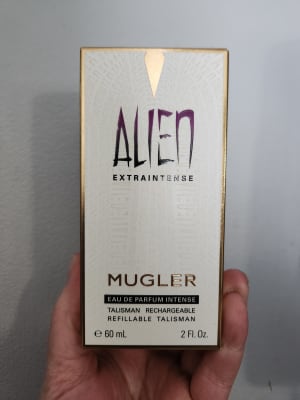 ALIEN
EXTRAINTENSE
MUGLER
EAU DE PARFUM INTENSE
TALISMAN RECHARGEABLE
REFILLABLE TALISMAN
℮ 60 mL 2 Fl. Oz.